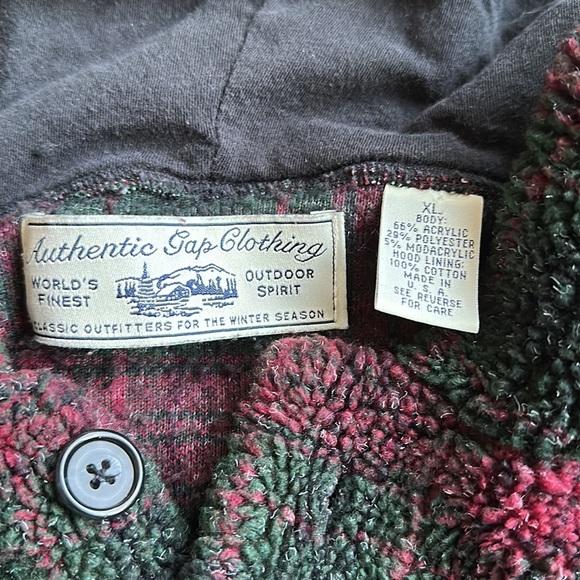 Authentic Gap Clothing
WORLD'S FINEST
OUTDOOR SPIRIT
CLASSIC OUTFITTERS FOR THE WINTER SEASON
XL
BODY:
66% ACRYLIC
29% POLYESTER
5% MODACRYLIC
HOOD LINING:
100% COTTON
MADE IN
U. S. A.
SEE REVERSE
FOR CARE